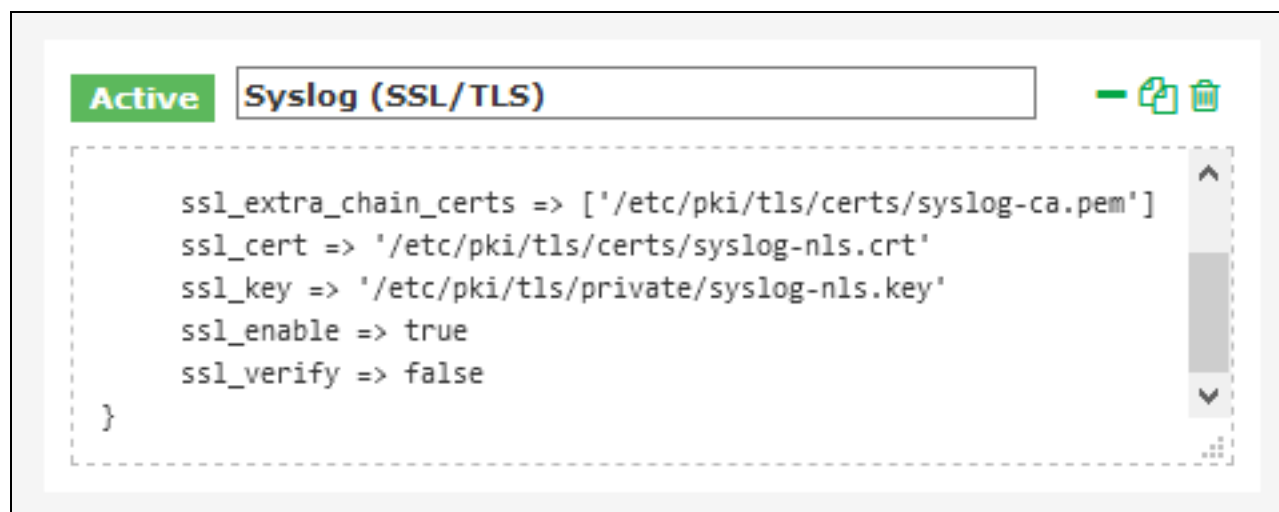 Active Syslog (SSL/TLS)
ssl_extra_chain_certs => ['/etc/pki/tls/certs/syslog-ca.pem']
ssl_cert => '/etc/pki/tls/certs/syslog-nls.crt'
ssl_key => '/etc/pki/tls/private/syslog-nls.key'
ssl_enable => true
ssl_verify => false
}